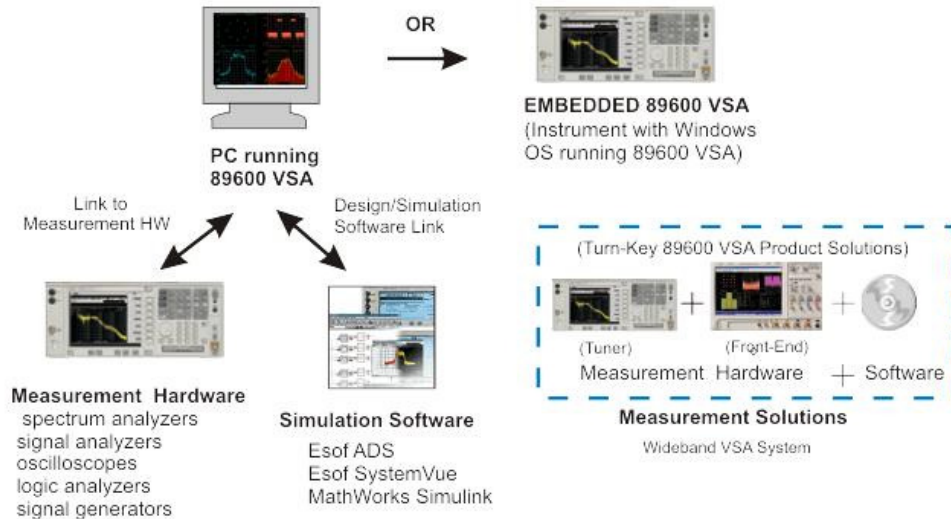 OR
EMBEDDED 89600 VSA
(Instrument with Windows
OS running 89600 VSA)
PC running
89600 VSA
Link to
Measurement HW
Design/Simulation
Software Link
(Turn-Key 89600 VSA Product Solutions)
+
+
(Tuner)
(Front-End)
Measurement Hardware + Software
Measurement Solutions
Wideband VSA System
Measurement Hardware
spectrum analyzers
signal analyzers
oscilloscopes
logic analyzers
signal generators
Simulation Software
Esof ADS
Esof SystemVue
MathWorks Simulink